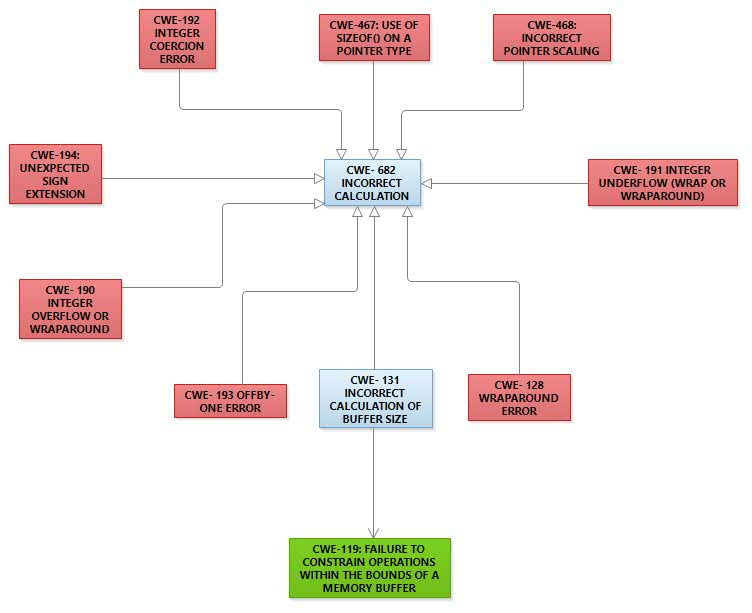 CWE-192
INTEGER
COERCION
ERROR
CWE-467: USE OF
SIZEOF() ON A
POINTER TYPE
CWE-468:
INCORRECT
POINTER SCALING
CWE-194:
UNEXPECTED
SIGN
EXTENSION
CWE- 682
INCORRECT
CALCULATION
CWE- 191 INTEGER
UNDERFLOW (WRAP OR
WRAPAROUND)
CWE- 190
INTEGER
OVERFLOW OR
WRAPAROUND
CWE- 193 OFFBY-
ONE ERROR
CWE- 131
INCORRECT
CALCULATION OF
BUFFER SIZE
CWE- 128
WRAPAROUND
ERROR
CWE-119: FAILURE TO
CONSTRAIN OPERATIONS
WITHIN THE BOUNDS OF A
MEMORY BUFFER